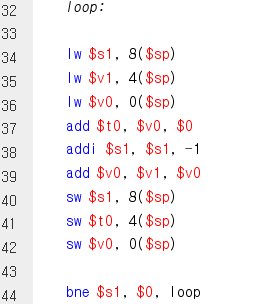 32 loop:
33
34 lw $s1, 8($sp)
35 lw $v1, 4($sp)
36 lw $v0, 0($sp)
37 add $t0, $v0, $0
38 addi $s1, $s1, -1
39 add $v0, $v1, $v0
40 sw $s1, 8($sp)
41 sw $t0, 4($sp)
42 sw $v0, 0($sp)
43
44 bne $s1, $0, loop